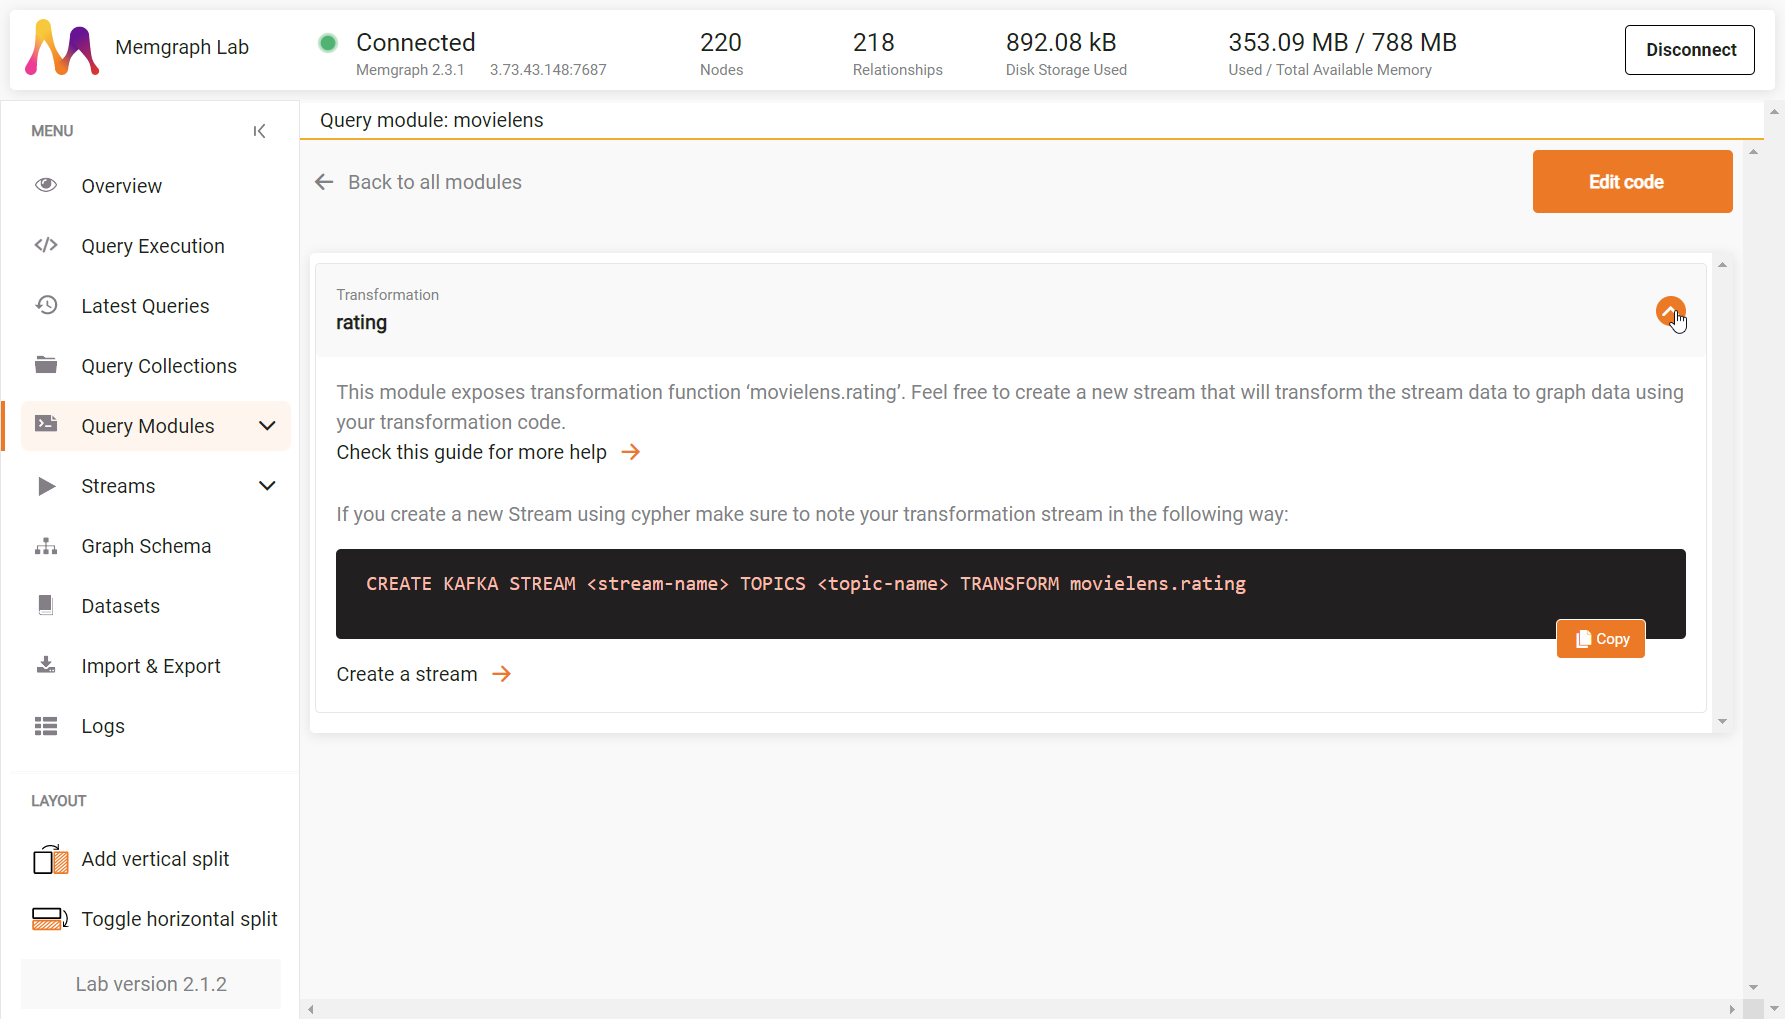 Memgraph Lab
Connected
Memgraph 2.3.1 3.73.43.148:7687
220
Nodes
218
Relationships
892.08 kB
Disk Storage Used
353.09 MB / 788 MB
Used / Total Available Memory
Disconnect
MENU
Overview
Query Execution
Latest Queries
Query Collections
Query Modules
Streams
Graph Schema
Datasets
Import & Export
Logs
LAYOUT
Add vertical split
Toggle horizontal split
Lab version 2.1.2
Query module: movielens
Back to all modules
Edit code
Transformation
rating
This module exposes transformation function ‘movielens.rating’. Feel free to create a new stream that will transform the stream data to graph data using
your transformation code.
Check this guide for more help
If you create a new Stream using cypher make sure to note your transformation stream in the following way:
CREATE KAFKA STREAM <stream-name> TOPICS <topic-name> TRANSFORM movielens.rating
Copy
Create a stream